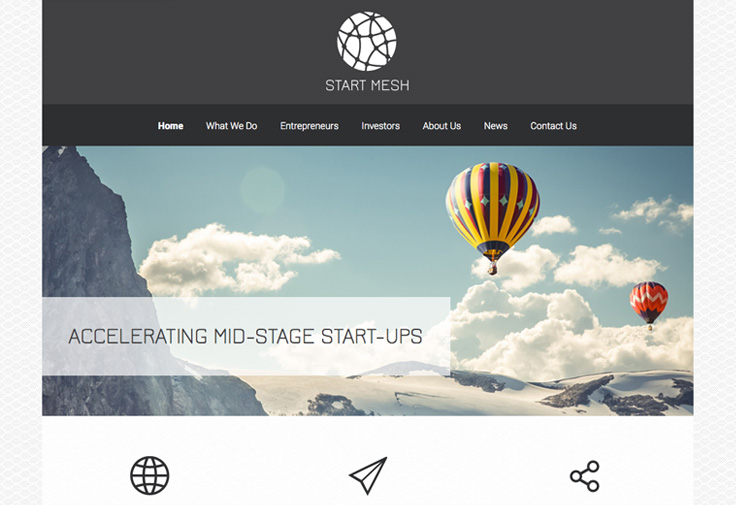 START MESH
Home What We Do Entrepreneurs Investors About Us News Contact Us
ACCELERATING MID-STAGE START-UPS